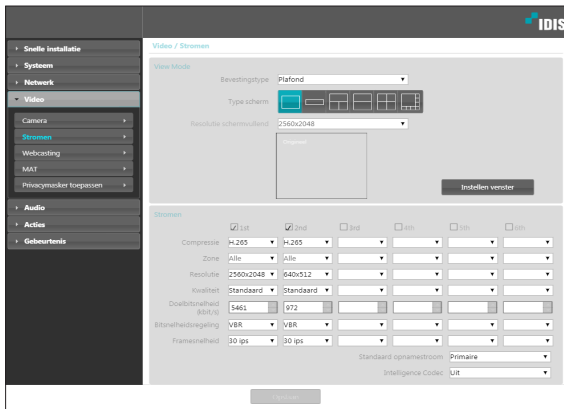 IDIS
Snelle installatie
Systeem
Netwerk
Video
Camera
Stromen
Webcasting
MAT
Privacymasker toepassen
Audio
Acties
Gebeurtenis
Video / Stromen
View Mode
Bevestingstype Plafond
Type scherm
Resolutie schermvullend 2560x2048
Instellen venster
Stromen
1st 2nd 3rd 4th 5th 6th
Compressie H.265 H.265
Zone Alle Alle
Resolutie 2560x2048 640x512
Kwaliteit Standaard Standaard
Doelbitsnelheid
(kbit/s) 5461 972
Bitsnelheidsregeling VBR VBR
Framesnelheid 30 ips 30 ips
Standaard opnamestroom Primaire
Intelligence Codec Uit